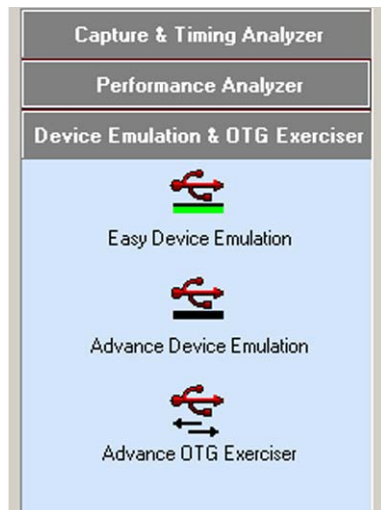 Capture & Timing Analyzer
Performance Analyzer
Device Emulation & OTG Exerciser
Easy Device Emulation
Advance Device Emulation
Advance OTG Exerciser